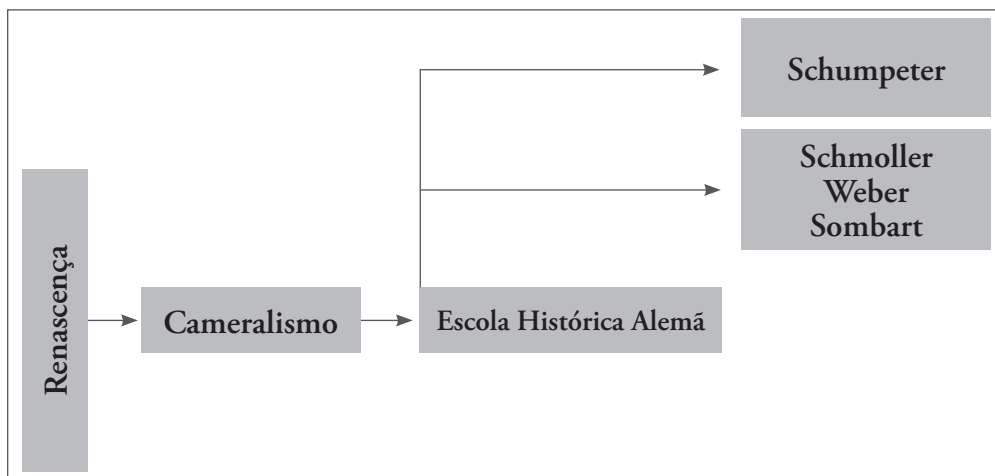 Schumpeter
Schmoller
Weber
Sombart
Renascença
Cameralismo
Escola Histórica Alemã